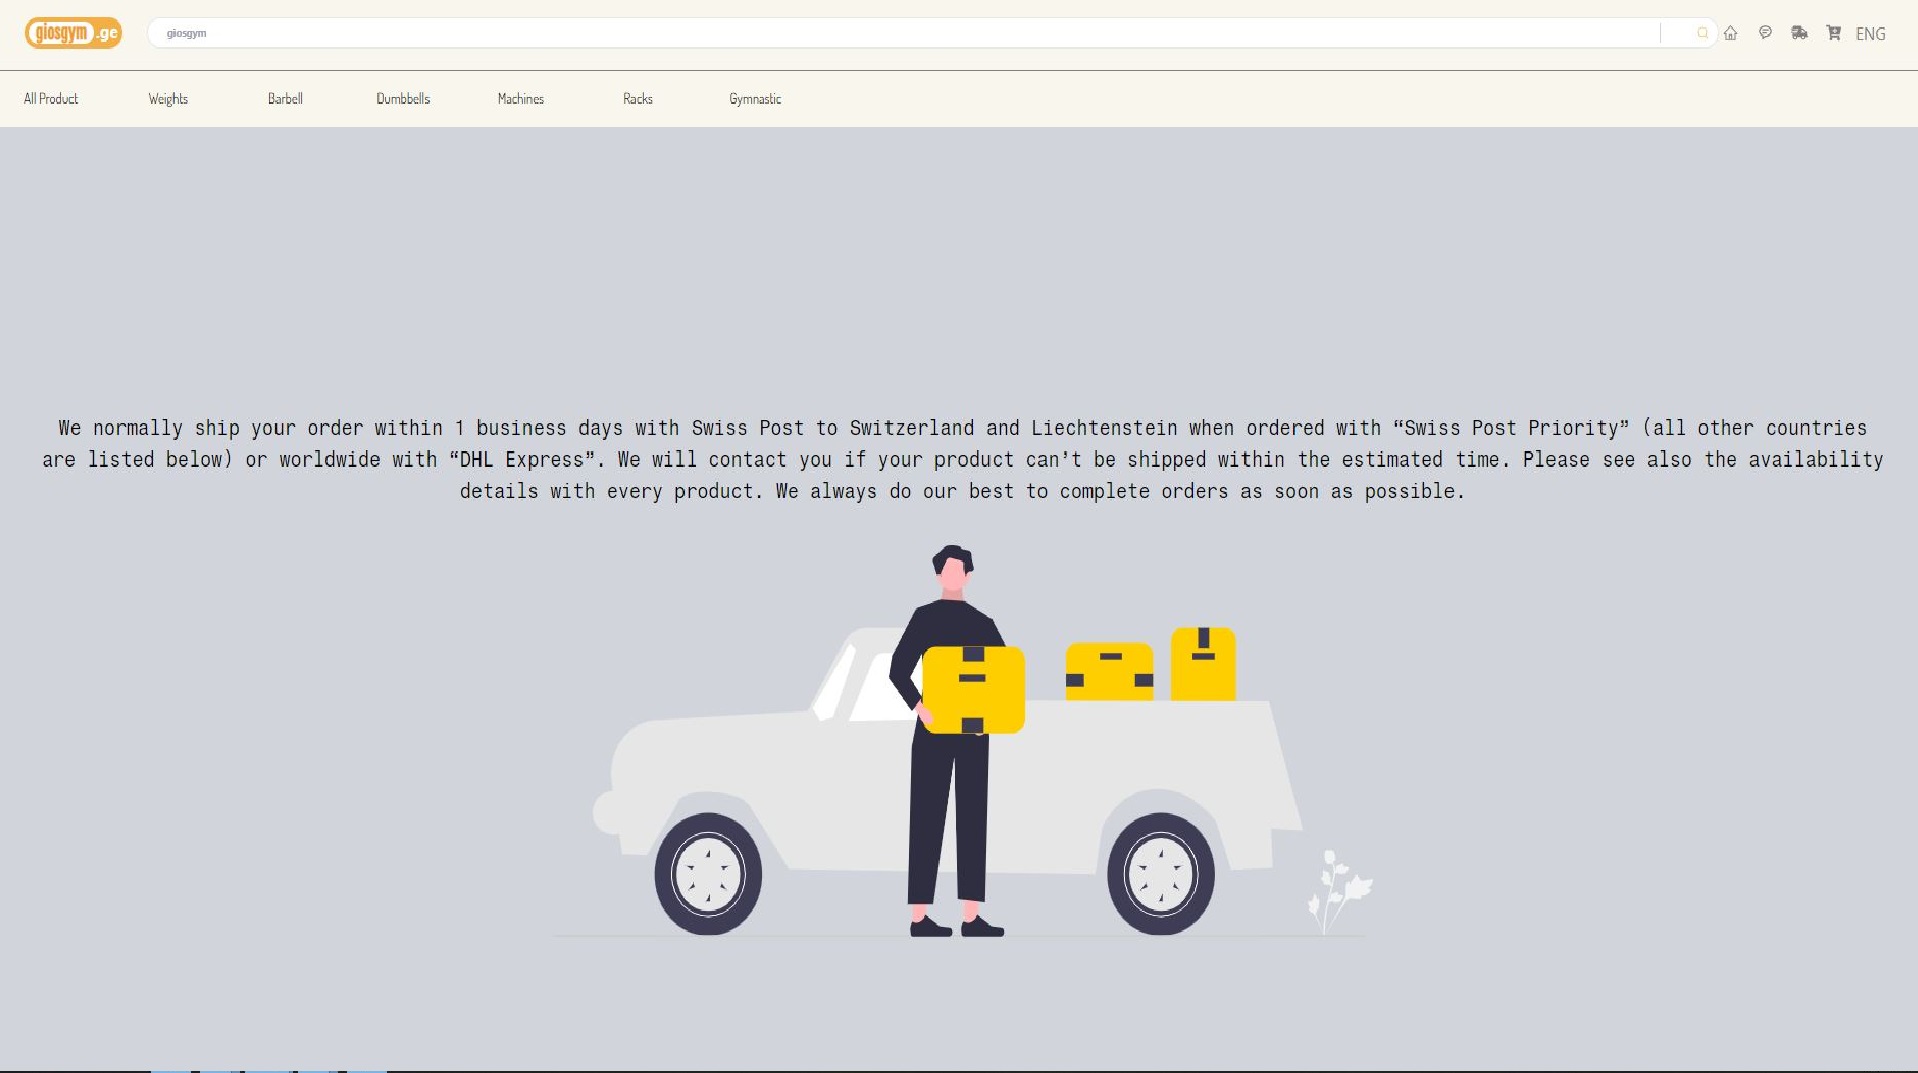 giosgym.ge
giosgym
ENG
All Product Weights Barbell Dumbbells Machines Racks Gymnastic
We normally ship your order within 1 business days with Swiss Post to Switzerland and Liechtenstein when ordered with “Swiss Post Priority” (all other countries
are listed below) or worldwide with “DHL Express”. We will contact you if your product can’t be shipped within the estimated time. Please see also the availability
details with every product. We always do our best to complete orders as soon as possible.